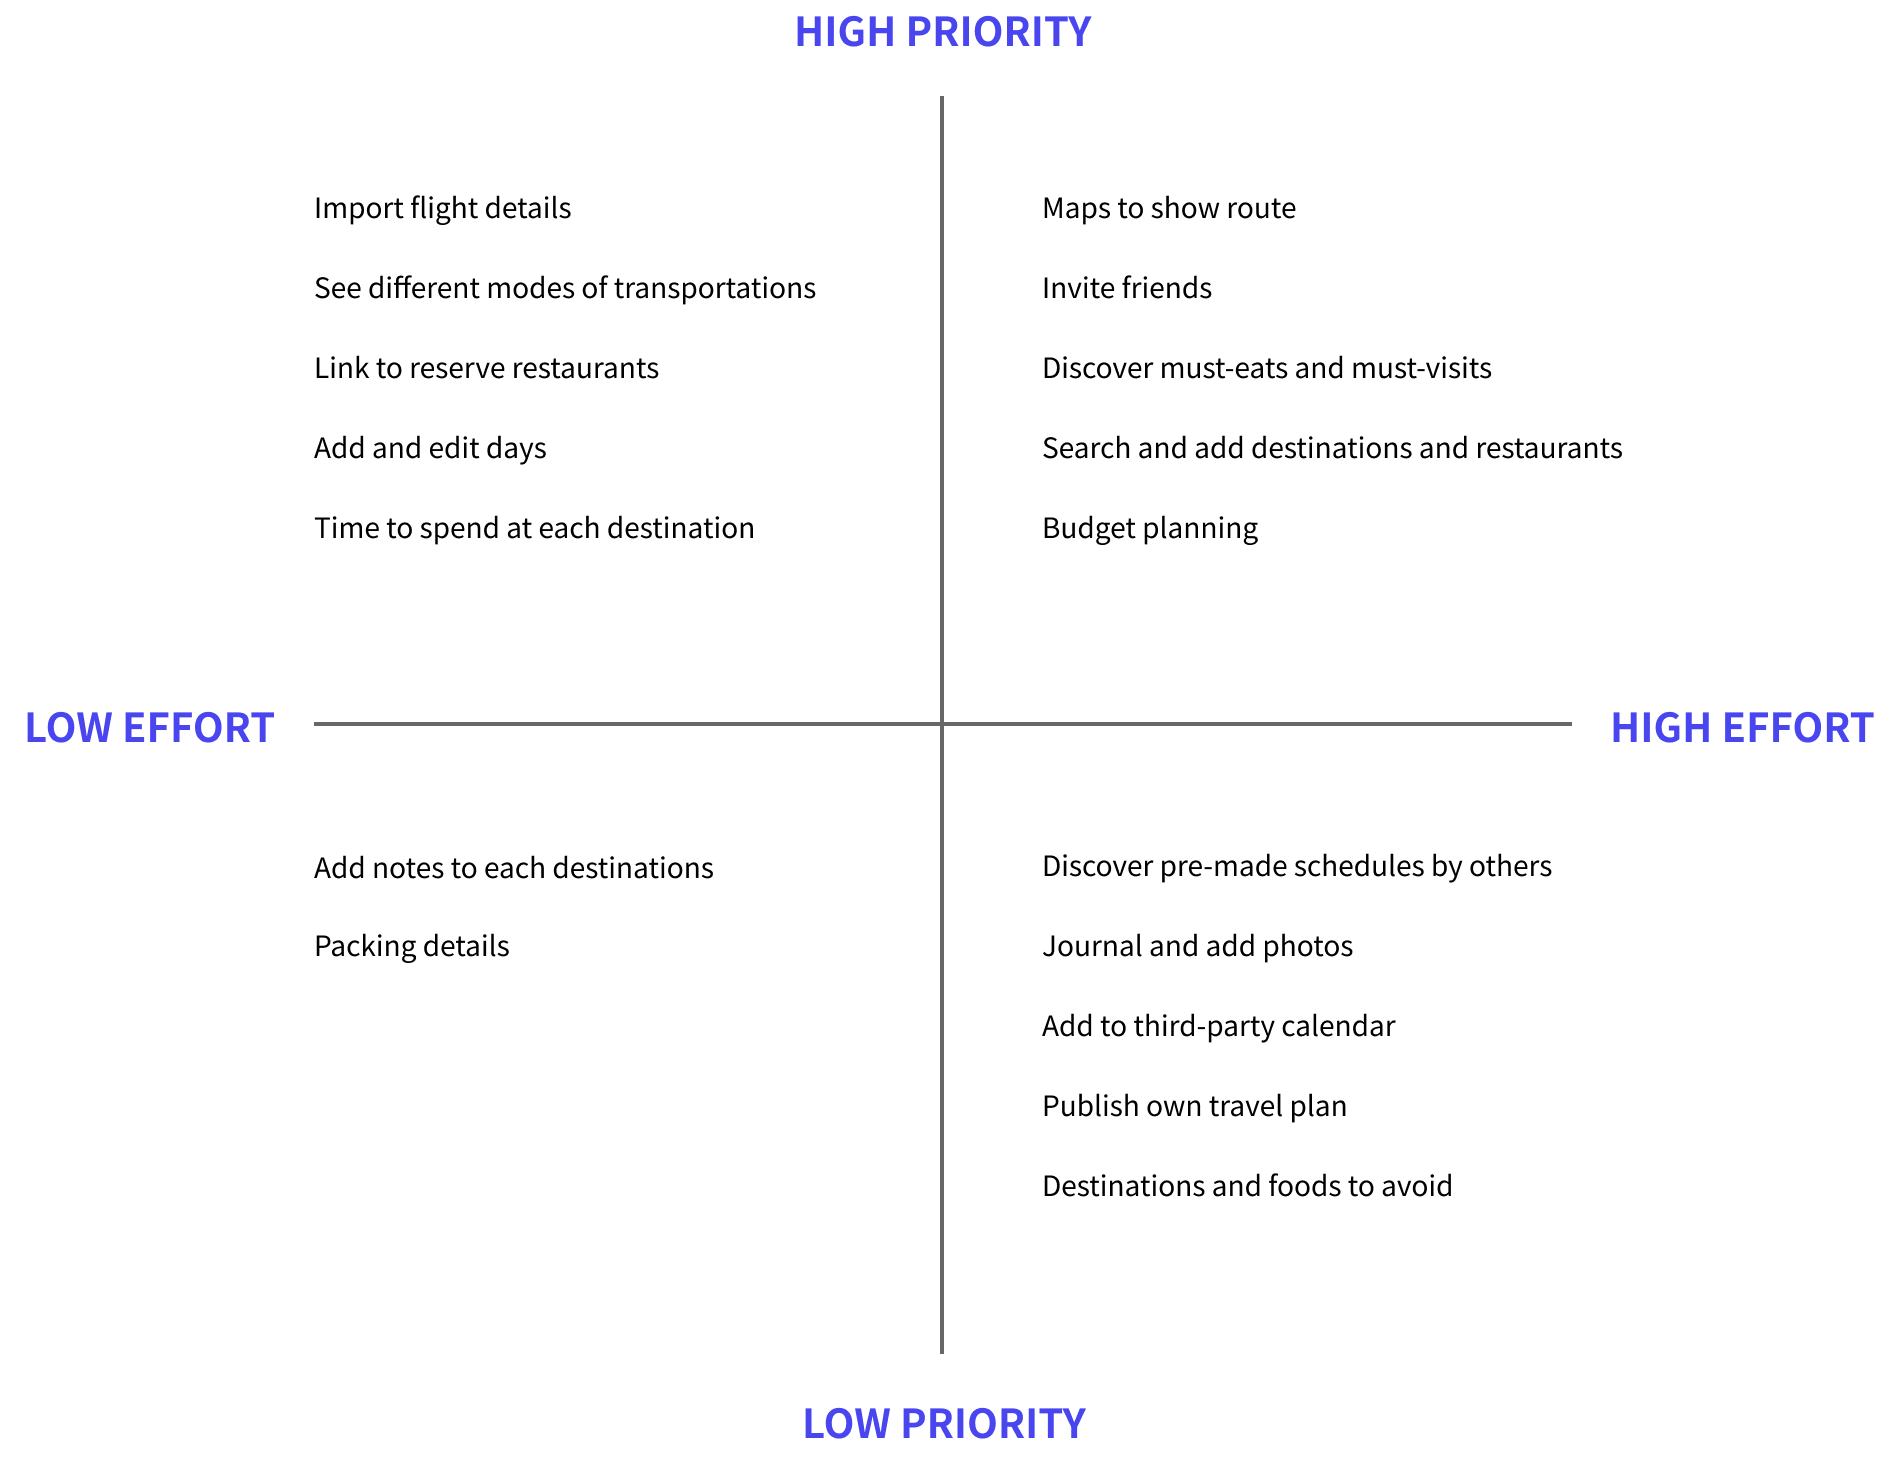 HIGH PRIORITY
Import flight details
See different modes of transportations
Link to reserve restaurants
Add and edit days
Time to spend at each destination
Maps to show route
Invite friends
Discover must-eats and must-visits
Search and add destinations and restaurants
Budget planning
LOW EFFORT
HIGH EFFORT
Add notes to each destinations
Packing details
Discover pre-made schedules by others
Journal and add photos
Add to third-party calendar
Publish own travel plan
Destinations and foods to avoid
LOW PRIORITY